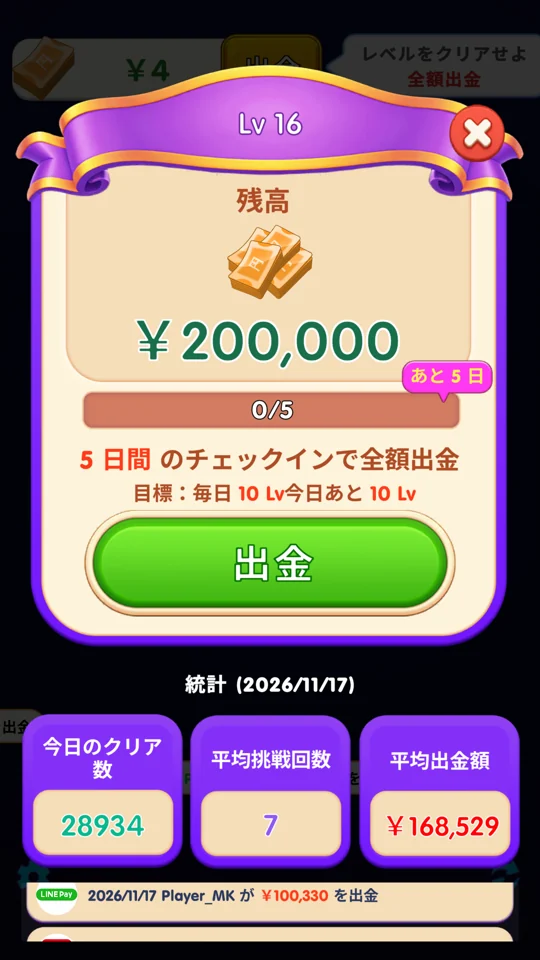 ￥4
出金
レベルをクリアせよ
全額出金
Lv 16
残高
￥200,000
あと 5 日
0/5
5 日間 のチェックインで全額出金
目標：毎日 10 Lv今日あと 10 Lv
出金
統計 (2026/11/17)
出金
今日のクリア
数
平均挑戦回数
平均出金額
28934
7
￥168,529
LINE Pay
2026/11/17 Player_MK が ￥100,330 を出金